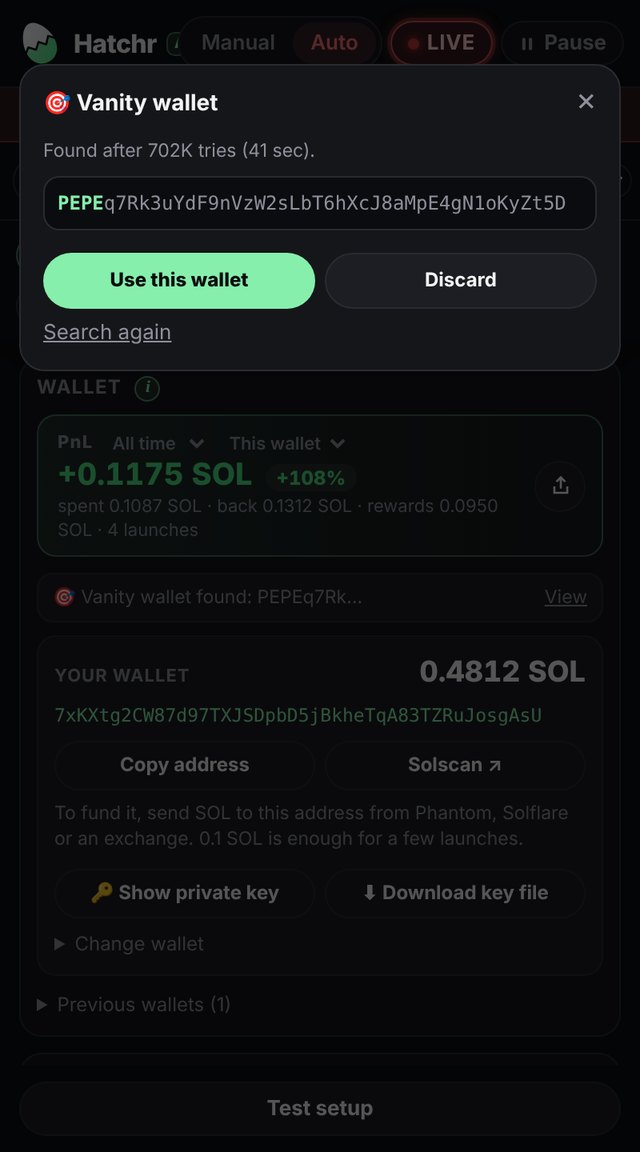 Hatchr
i
Manual
Auto
LIVE
Pause
🎯 Vanity wallet
✕
Found after 702K tries (41 sec).
PEPEq7Rk3uYdF9nVzW2sLbT6hXcJ8aMpE4gN1oKyZt5D
Use this wallet
Discard
Search again
WALLET i
PnL All time This wallet
+0.1175 SOL +108%
spent 0.1087 SOL · back 0.1312 SOL · rewards 0.0950
SOL · 4 launches
🎯 Vanity wallet found: PEPEq7Rk... View
YOUR WALLET 0.4812 SOL
7xKXtg2CW87d97TXJSDpbD5jBkheTqA83TZRuJosgAsU
Copy address
Solscan ↗
To fund it, send SOL to this address from Phantom, Solflare
or an exchange. 0.1 SOL is enough for a few launches.
🔑 Show private key
⬇ Download key file
▶ Change wallet
▶ Previous wallets (1)
Test setup